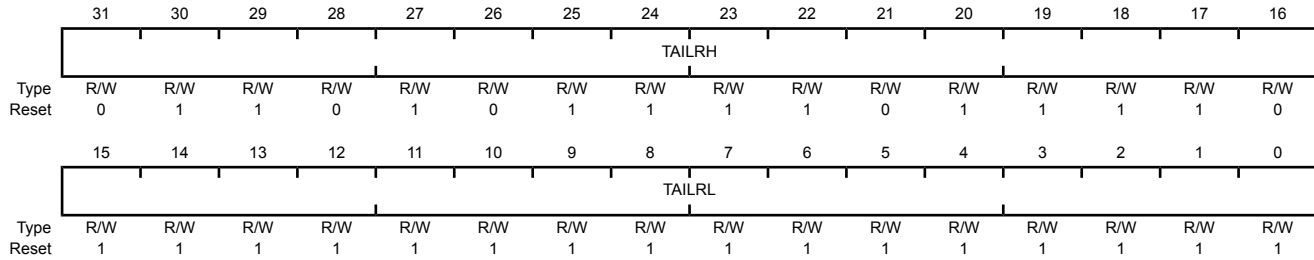 31 30 29 28 27 26 25 24 23 22 21 20 19 18 17 16
TAILRH
Type R/W R/W R/W R/W R/W R/W R/W R/W R/W R/W R/W R/W R/W R/W R/W R/W
Reset 0 1 1 0 1 0 1 1 1 1 0 1 1 1 1 0
15 14 13 12 11 10 9 8 7 6 5 4 3 2 1 0
TAILRL
Type R/W R/W R/W R/W R/W R/W R/W R/W R/W R/W R/W R/W R/W R/W R/W R/W
Reset 1 1 1 1 1 1 1 1 1 1 1 1 1 1 1 1